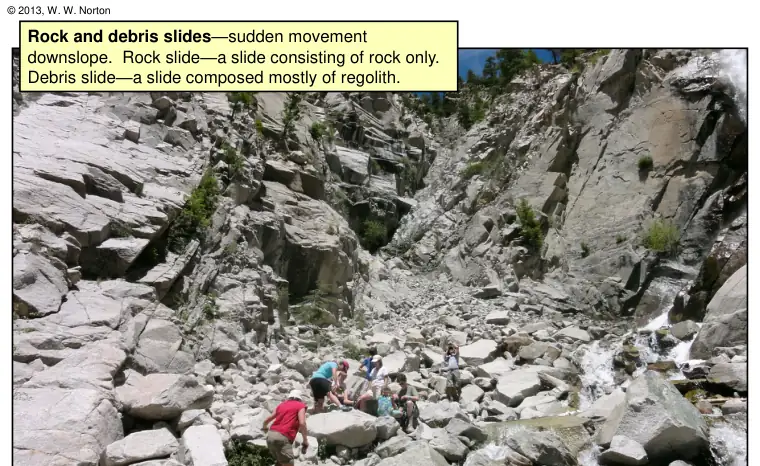 © 2013, W. W. Norton
Rock and debris slides—sudden movement
downslope.  Rock slide—a slide consisting of rock only.
Debris slide—a slide composed mostly of regolith.